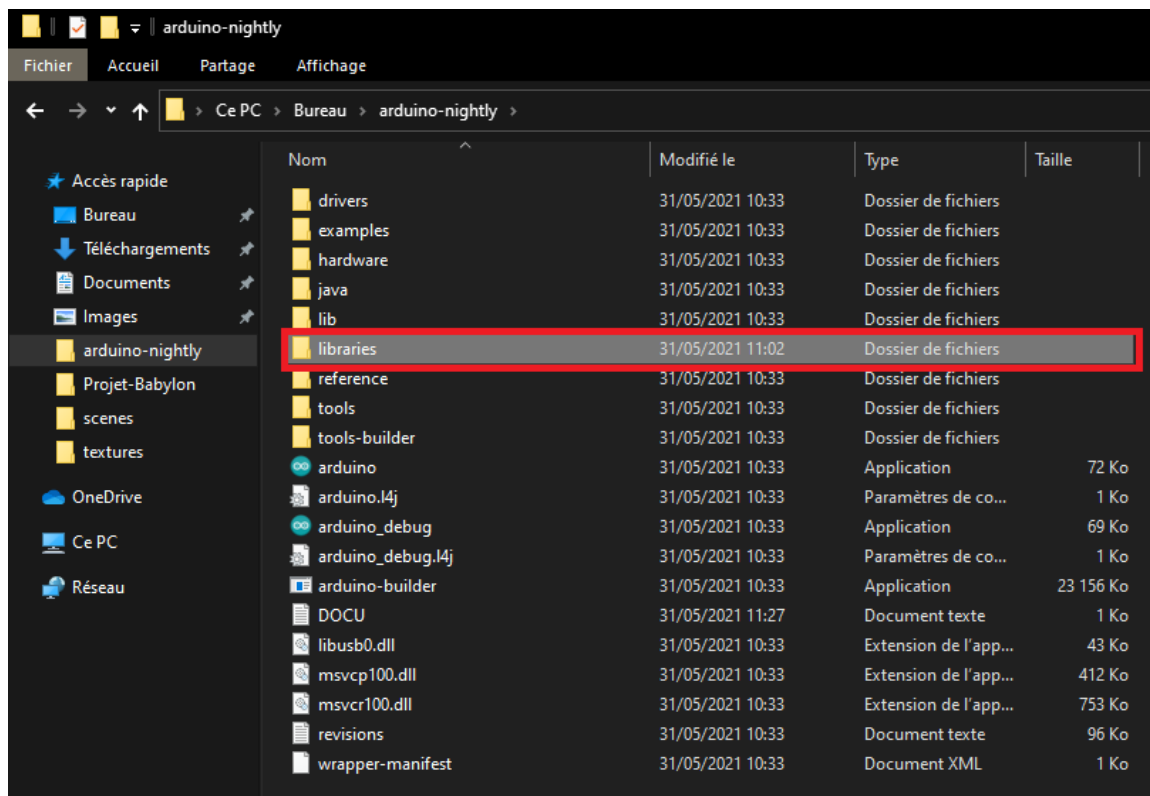 arduino-nightly
Fichier Accueil Partage Affichage
Ce PC > Bureau > arduino-nightly >
Nom Modifié le Type Taille
Accès rapide
Bureau
Téléchargements
Documents
Images
arduino-nightly
Projet-Babylon
scenes
textures
OneDrive
Ce PC
Réseau
drivers 31/05/2021 10:33 Dossier de fichiers
examples 31/05/2021 10:33 Dossier de fichiers
hardware 31/05/2021 10:33 Dossier de fichiers
java 31/05/2021 10:33 Dossier de fichiers
lib 31/05/2021 10:33 Dossier de fichiers
libraries 31/05/2021 11:02 Dossier de fichiers
reference 31/05/2021 10:33 Dossier de fichiers
tools 31/05/2021 10:33 Dossier de fichiers
tools-builder 31/05/2021 10:33 Dossier de fichiers
arduino 31/05/2021 10:33 Application 72 Ko
arduino.l4j 31/05/2021 10:33 Paramètres de co... 1 Ko
arduino_debug 31/05/2021 10:33 Application 69 Ko
arduino_debug.l4j 31/05/2021 10:33 Paramètres de co... 1 Ko
arduino-builder 31/05/2021 10:33 Application 23 156 Ko
DOCU 31/05/2021 11:27 Document texte 1 Ko
libusb0.dll 31/05/2021 10:33 Extension de l'app... 43 Ko
msvcp100.dll 31/05/2021 10:33 Extension de l'app... 412 Ko
msvcr100.dll 31/05/2021 10:33 Extension de l'app... 753 Ko
revisions 31/05/2021 10:33 Document texte 96 Ko
wrapper-manifest 31/05/2021 10:33 Document XML 1 Ko